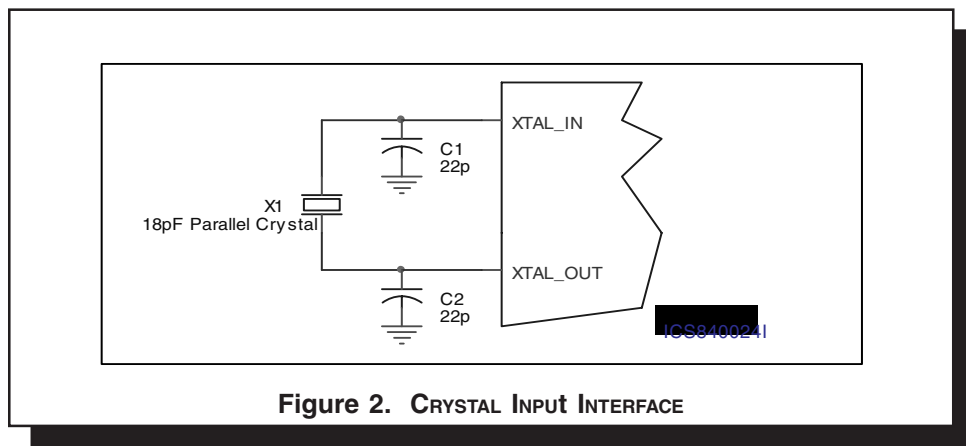 XTAL_IN
C1
22p
X1
18pF Parallel Crystal
XTAL_OUT
C2
22p
ICS840024I
Figure 2. CRYSTAL INPUT INTERFACE